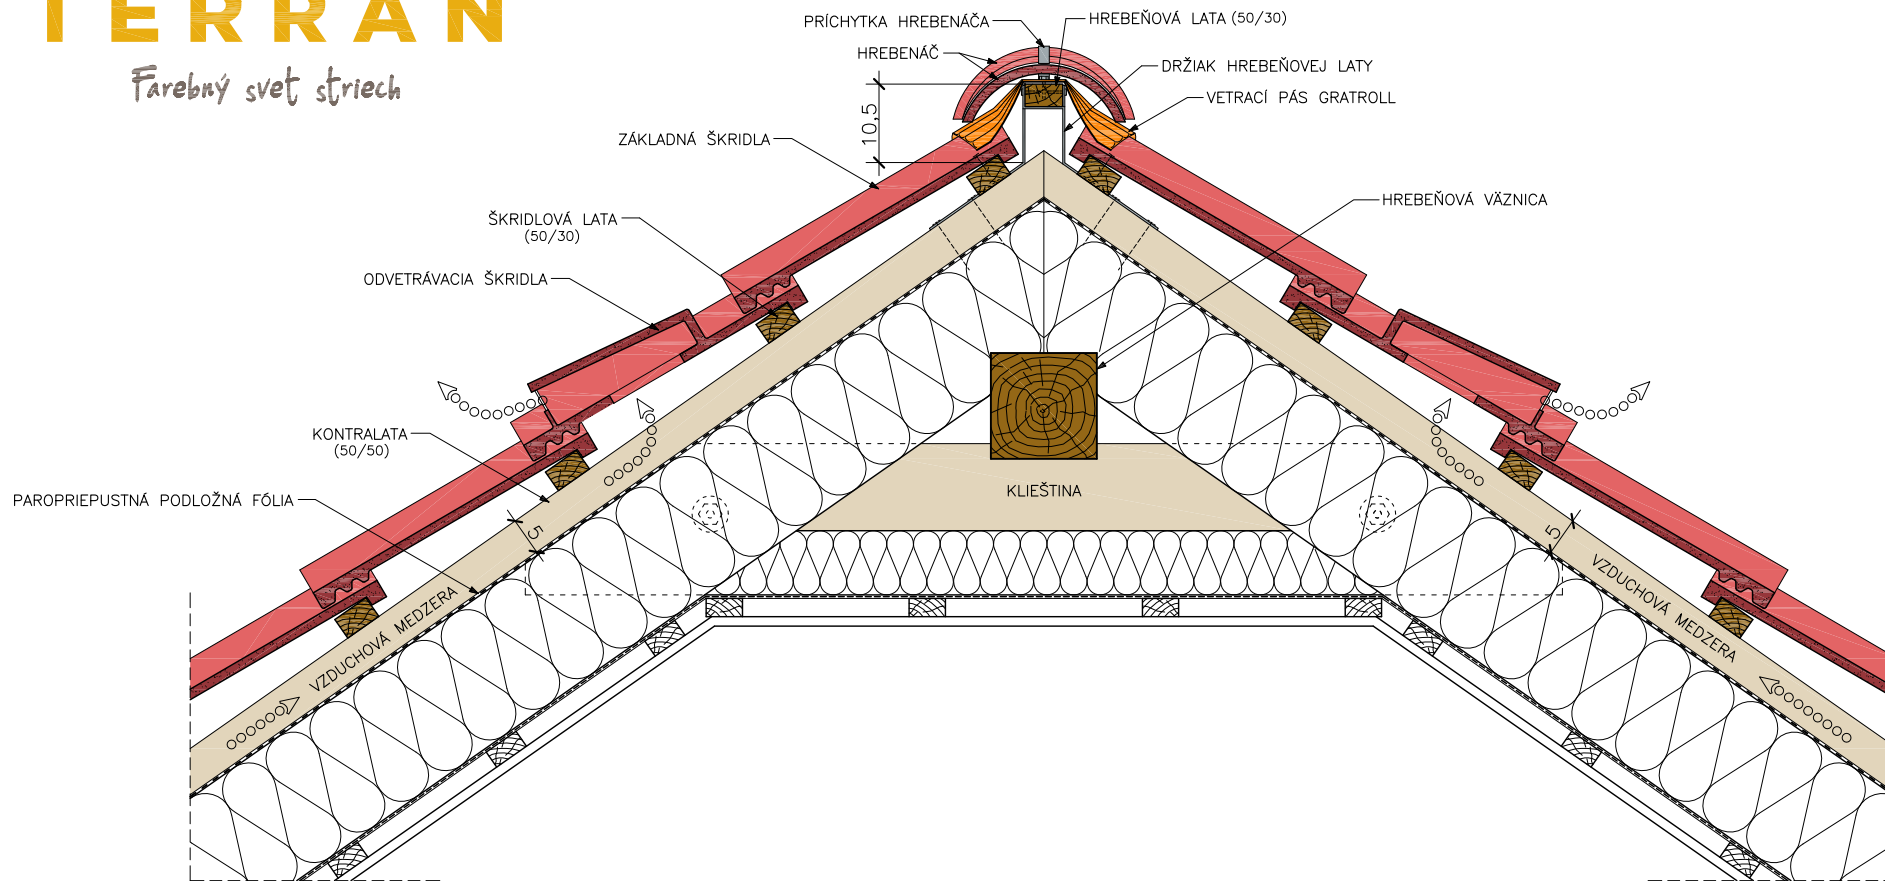 TERRAN
Farebný svet striech
PRÍCHYTKA HREBENÁČA
HREBEŇOVÁ LATA (50/30)
HREBENÁČ
DRŽIAK HREBEŇOVEJ LATY
VETRACÍ PÁS GRATROLL
10,5
ZÁKLADNÁ ŠKRIDLA
HREBEŇOVÁ VÄZNICA
ŠKRIDLOVÁ LATA
(50/30)
ODVETRÁVACIA ŠKRIDLA
KONTRALATA
(50/50)
KLIEŠTINA
PAROPRIEPUSTNÁ PODLOŽNÁ FÓLIA
5
5
VZDUCHOVÁ MEDZERA
VZDUCHOVÁ MEDZERA